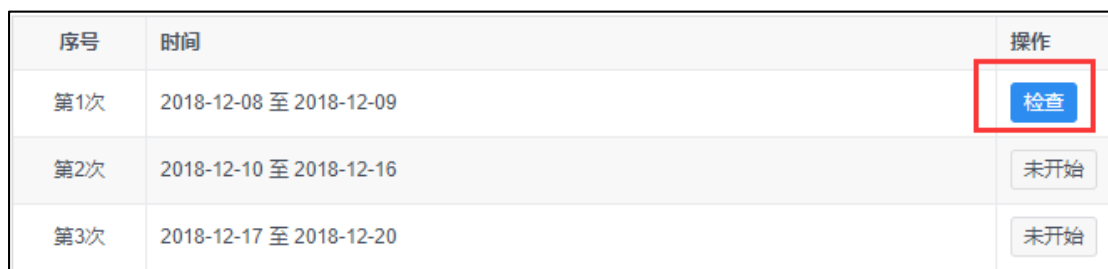 序号 时间 操作
第1次 2018-12-08 至 2018-12-09 检查
第2次 2018-12-10 至 2018-12-16 未开始
第3次 2018-12-17 至 2018-12-20 未开始